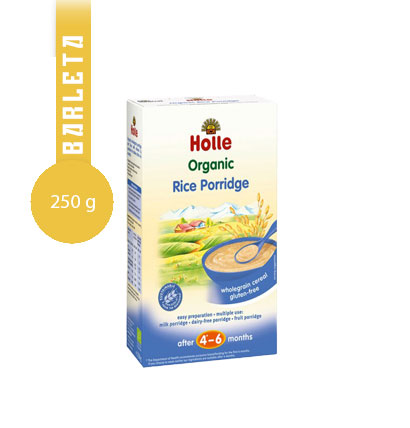 BARLETA
250 g
Holle
Organic
Rice Porridge
wholegrain cereal
gluten-free
easy preparation • multiple use:
milk porridge • dairy-free porridge • fruit porridge
after 4*–6 months